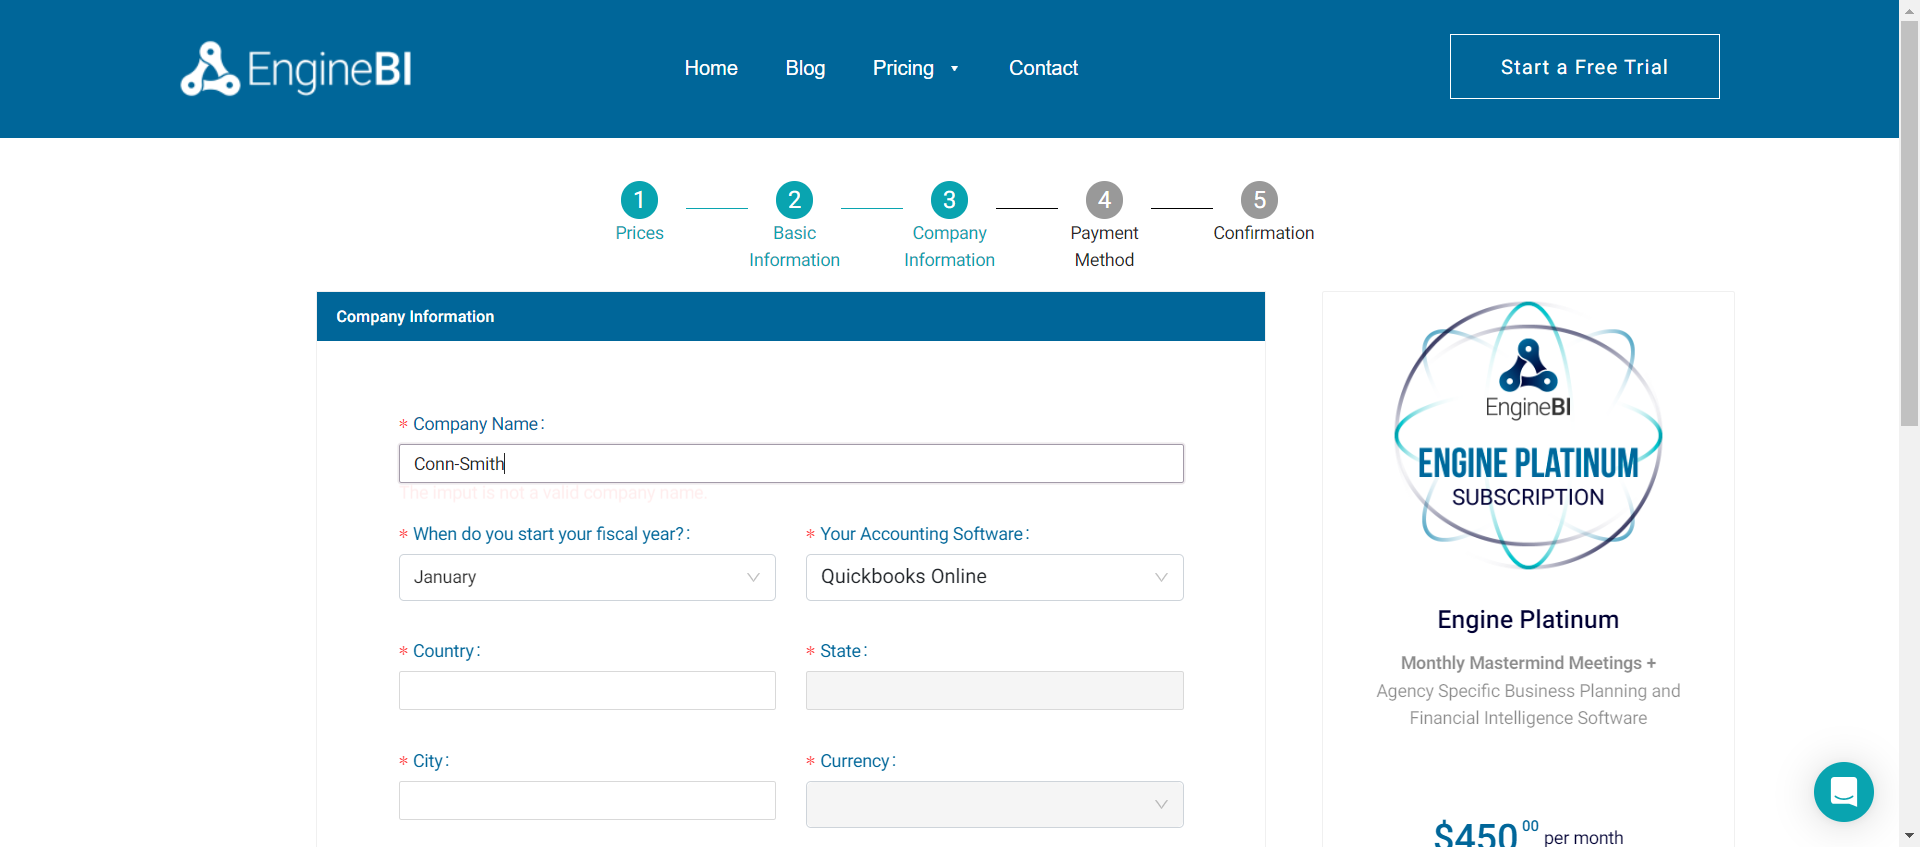 EngineBI
Home
Blog
Pricing
Contact
Start a Free Trial
1
Prices
2
Basic
Information
3
Company
Information
4
Payment
Method
5
Confirmation
Company Information
* Company Name:
Conn-Smith
The imput is not a valid company name.
* When do you start your fiscal year?:
January
* Your Accounting Software:
Quickbooks Online
* Country:
* State:
* City:
* Currency:
EngineBI
ENGINE PLATINUM
SUBSCRIPTION
Engine Platinum
Monthly Mastermind Meetings +
Agency Specific Business Planning and
Financial Intelligence Software
$450 00 per month